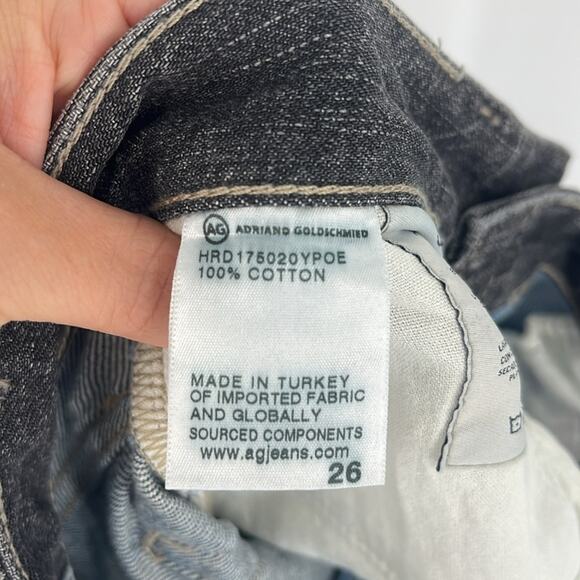 AG ADRIANO GOLDSCHMIED
HRD175020YPOE
100% COTTON
MADE IN TURKEY
OF IMPORTED FABRIC
AND GLOBALLY
SOURCED COMPONENTS
www.agjeans.com
26